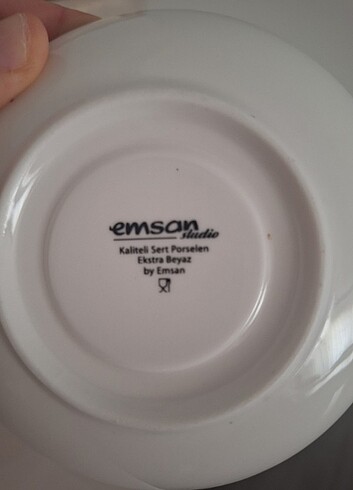 emsan
studio
Kaliteli Sert Porselen
Ekstra Beyaz
by Emsan